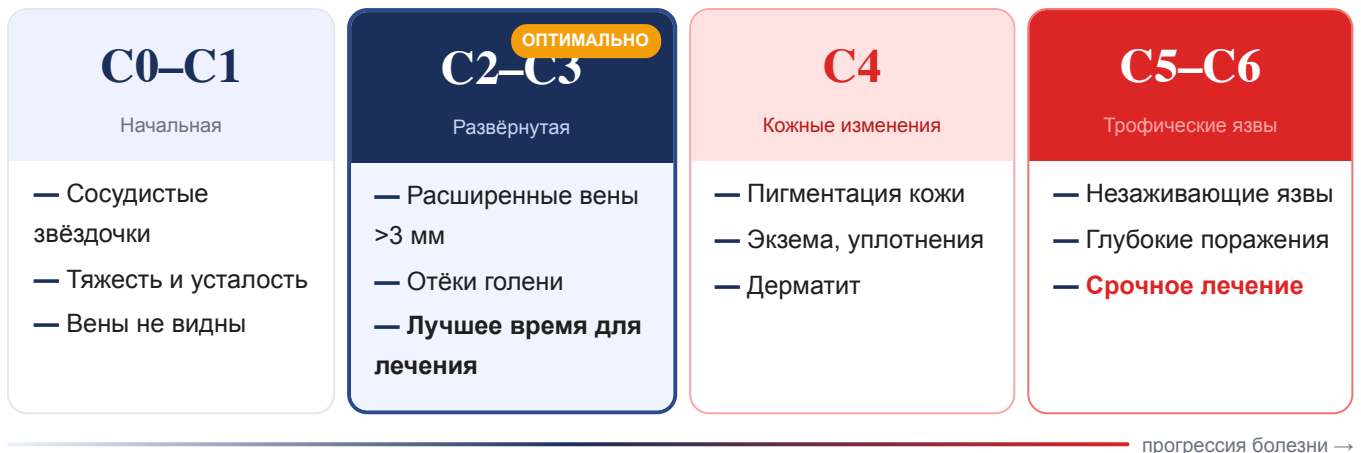 C0–C1
Начальная
— Сосудистые
звёздочки
— Тяжесть и усталость
— Вены не видны
ОПТИМАЛЬНО
C2–C3
Развёрнутая
— Расширенные вены
>3 мм
— Отёки голени
— Лучшее время для
лечения
C4
Кожные изменения
— Пигментация кожи
— Экзема, уплотнения
— Дерматит
C5–C6
Трофические язвы
— Незаживающие язвы
— Глубокие поражения
— Срочное лечение
прогрессия болезни →